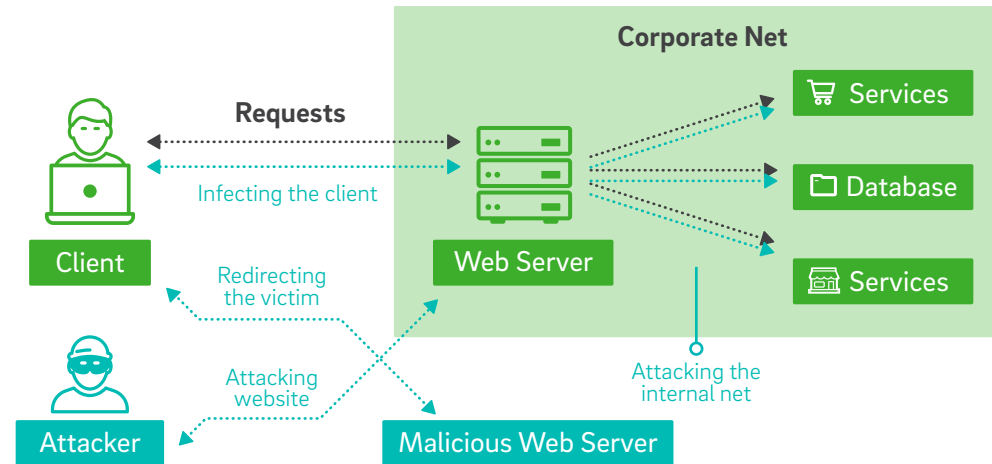 Corporate Net
Requests
Infecting the client
Client
Web Server
Services
Database
Services
Redirecting
the victim
Attacking
website
Attacking the
internal net
Attacker
Malicious Web Server